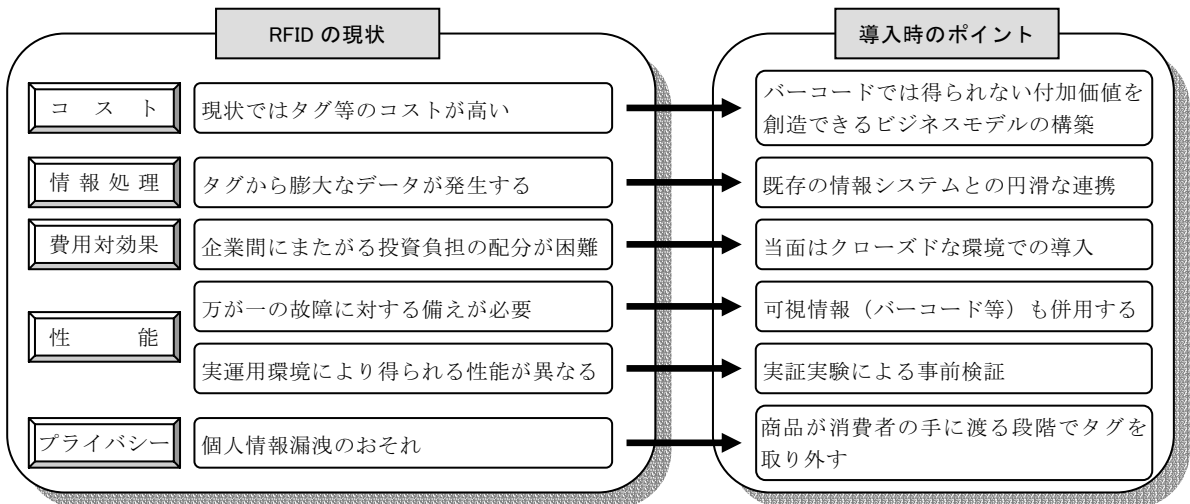 RFID の現状
導入時のポイント
コスト
現状ではタグ等のコストが高い
バーコードでは得られない付加価値を
創造できるビジネスモデルの構築
情報処理
タグから膨大なデータが発生する
既存の情報システムとの円滑な連携
費用対効果
企業間にまたがる投資負担の配分が困難
当面はクローズドな環境での導入
性能
万が一の故障に対する備えが必要
可視情報（バーコード等）も併用する
実運用環境により得られる性能が異なる
実証実験による事前検証
プライバシー
個人情報漏洩のおそれ
商品が消費者の手に渡る段階でタグを
取り外す